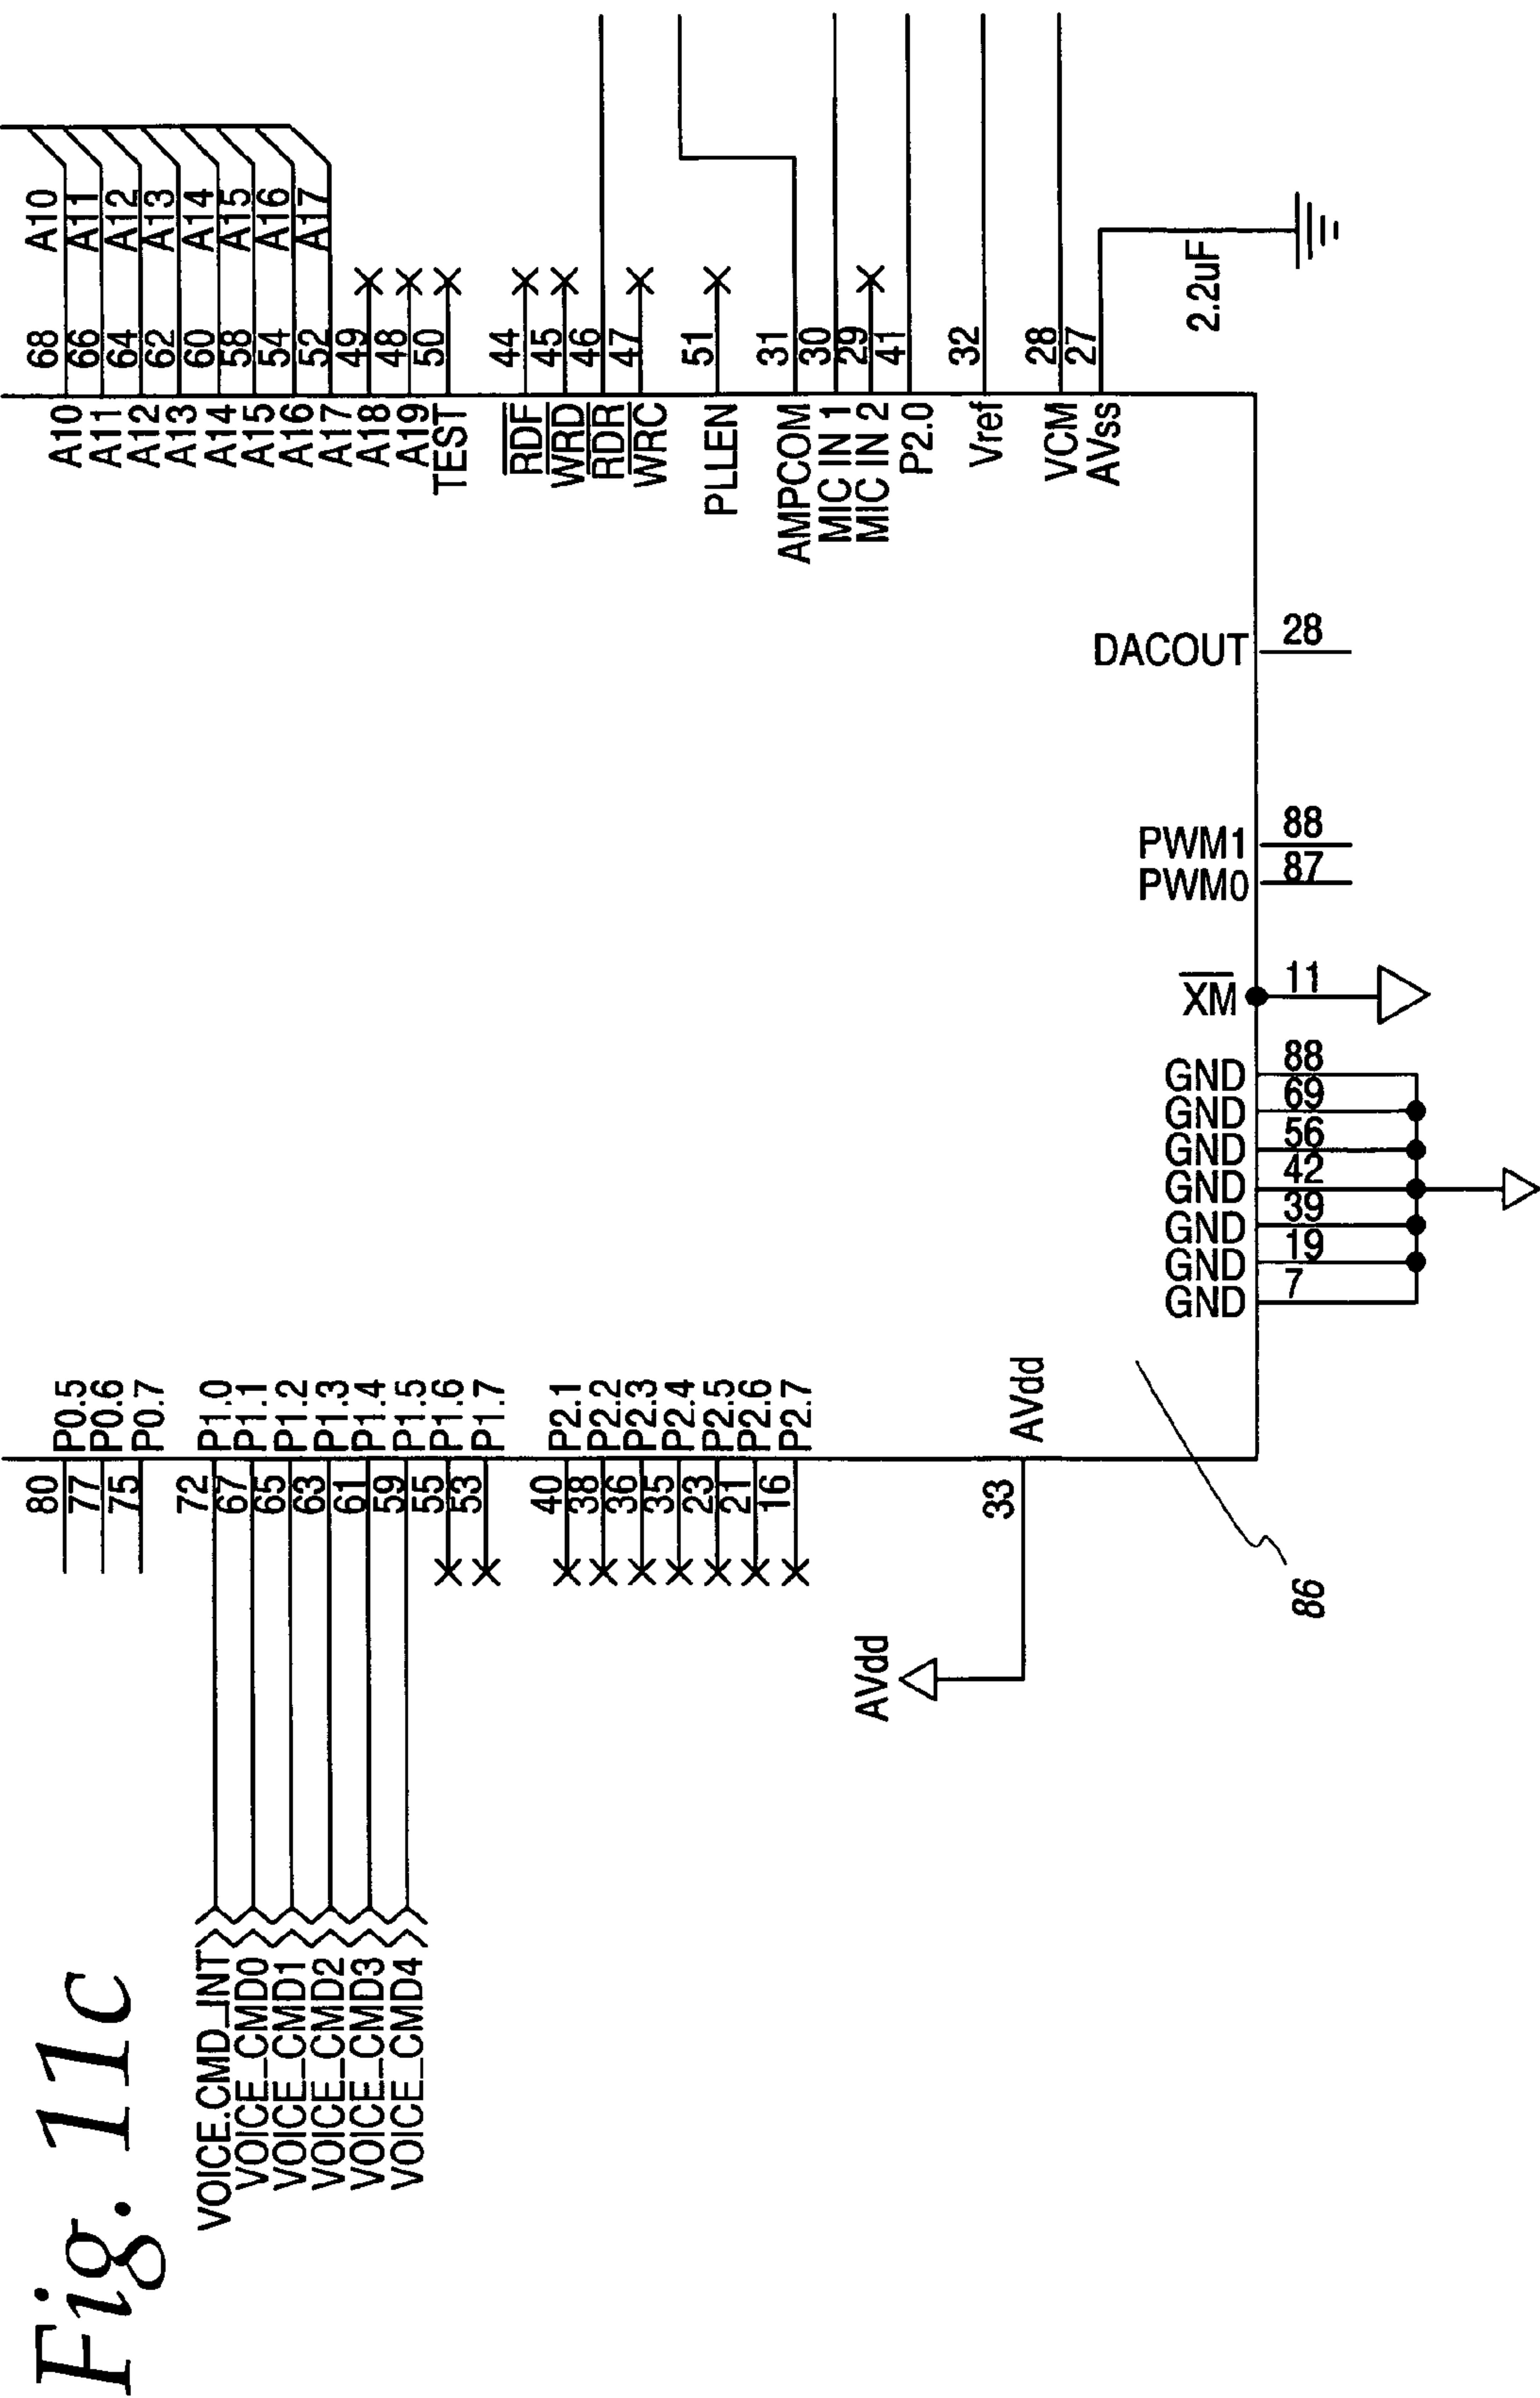 Fig. 11c
VOICE.CMD_INT
VOICE_CMD0
VOICE_CMD1
VOICE_CMD2
VOICE_CMD3
VOICE_CMD4
80 P0.5
77 P0.6
75 P0.7
72 P1.0
67 P1.1
65 P1.2
63 P1.3
61 P1.4
59 P1.5
55 P1.6
53 P1.7
40 P2.1
38 P2.2
36 P2.3
35 P2.4
23 P2.5
21 P2.6
16 P2.7
AVdd
33 AVdd
86
A10 68 A10
A11 66 A11
A12 64 A12
A13 62 A13
A14 60 A14
A15 58 A15
A16 54 A16
A17 52 A17
A18 49
A19 48
TEST 50
RDF 44
WRD 45
RDR 46
WRC 47
PLLEN 51
AMPCOM 31
MIC IN 1 30
MIC IN 2 29
P2.0 41
Vref 32
VCM 28
AVss 27
2.2uF
GND 7
GND 19
GND 39
GND 42
GND 56
GND 69
GND 88
XM 11
PWM0 87
PWM1 88
DACOUT 28